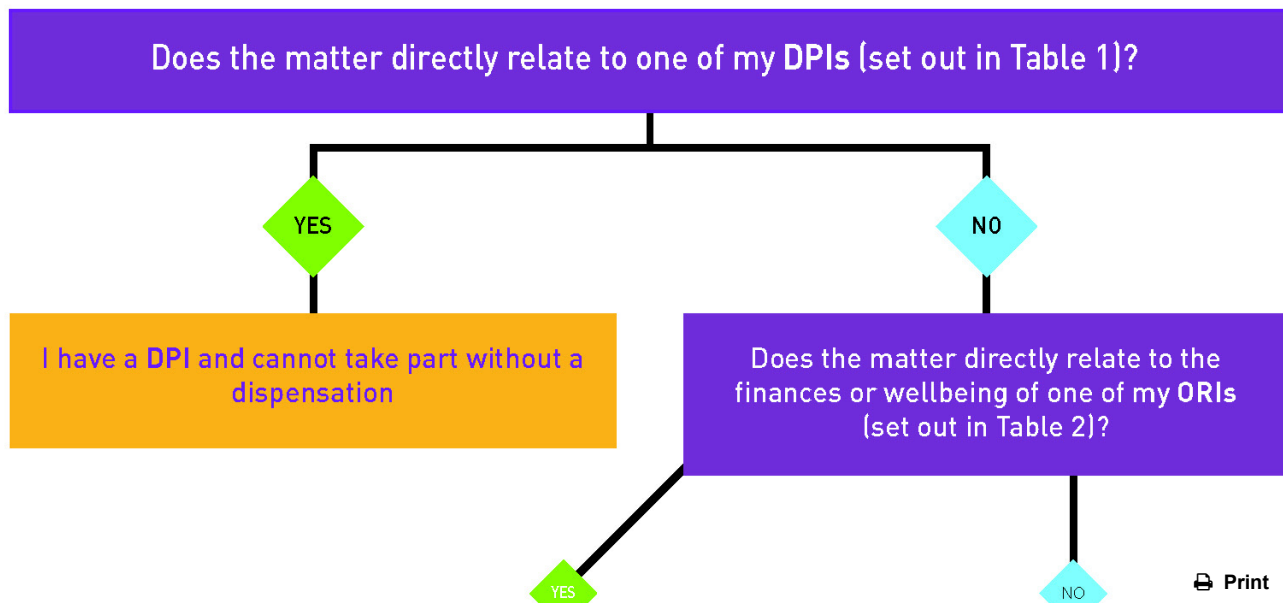 Does the matter directly relate to one of my DPIs (set out in Table 1)?
YES
NO
I have a DPI and cannot take part without a
dispensation
Does the matter directly relate to the
finances or wellbeing of one of my ORIs
(set out in Table 2)?
YES
NO
Print